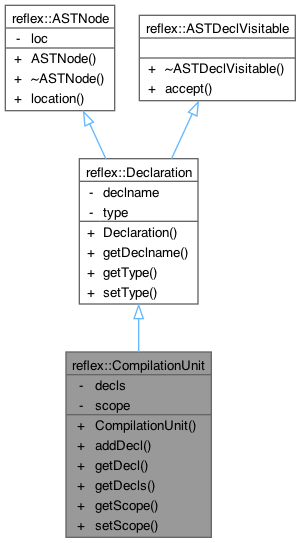 reflex::ASTNode
- loc
+ ASTNode()
+ ~ASTNode()
+ location()
reflex::ASTDeclVisitable
+ ~ASTDeclVisitable()
+ accept()
reflex::Declaration
- declname
- type
+ Declaration()
+ getDeclname()
+ getType()
+ setType()
reflex::CompilationUnit
- decls
- scope
+ CompilationUnit()
+ addDecl()
+ getDecl()
+ getDecls()
+ getScope()
+ setScope()